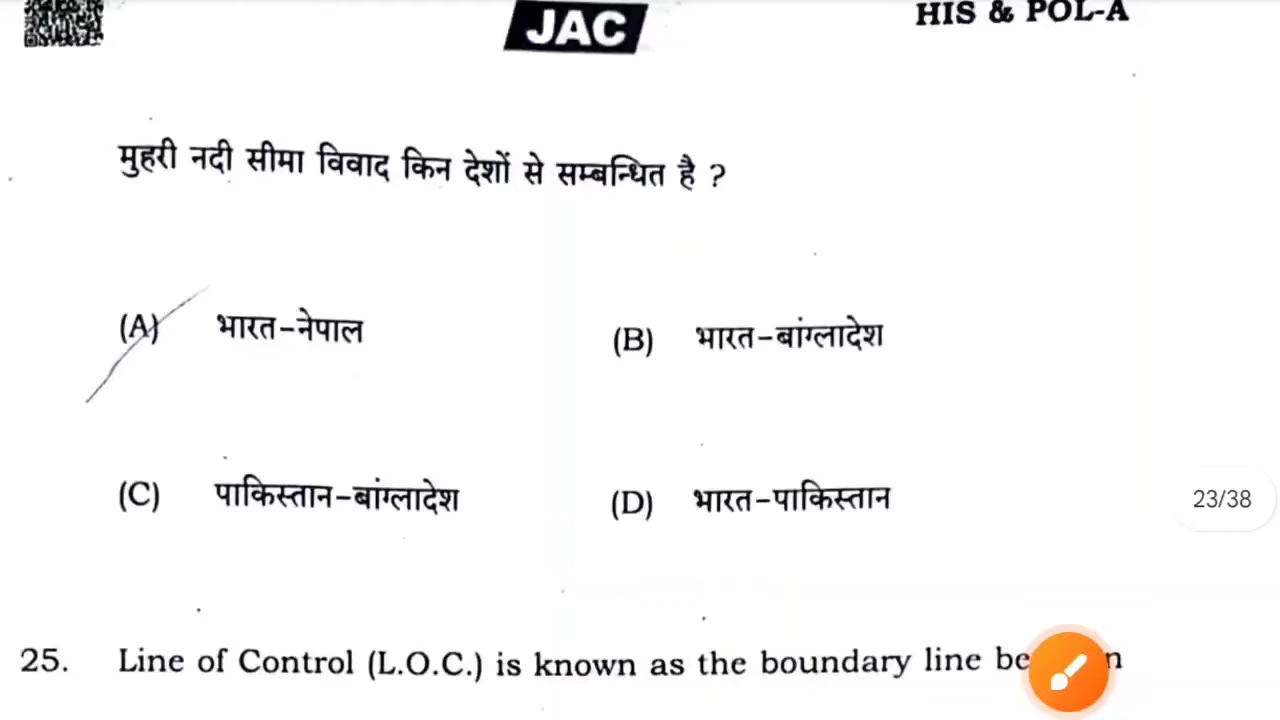 JAC
HIS & POL-A
मुहरी नदी सीमा विवाद किन देशों से सम्बन्धित है ?
(A) भारत-नेपाल
(B) भारत-बांग्लादेश
(C) पाकिस्तान-बांग्लादेश
(D) भारत-पाकिस्तान
23/38
25. Line of Control (L.O.C.) is known as the boundary line